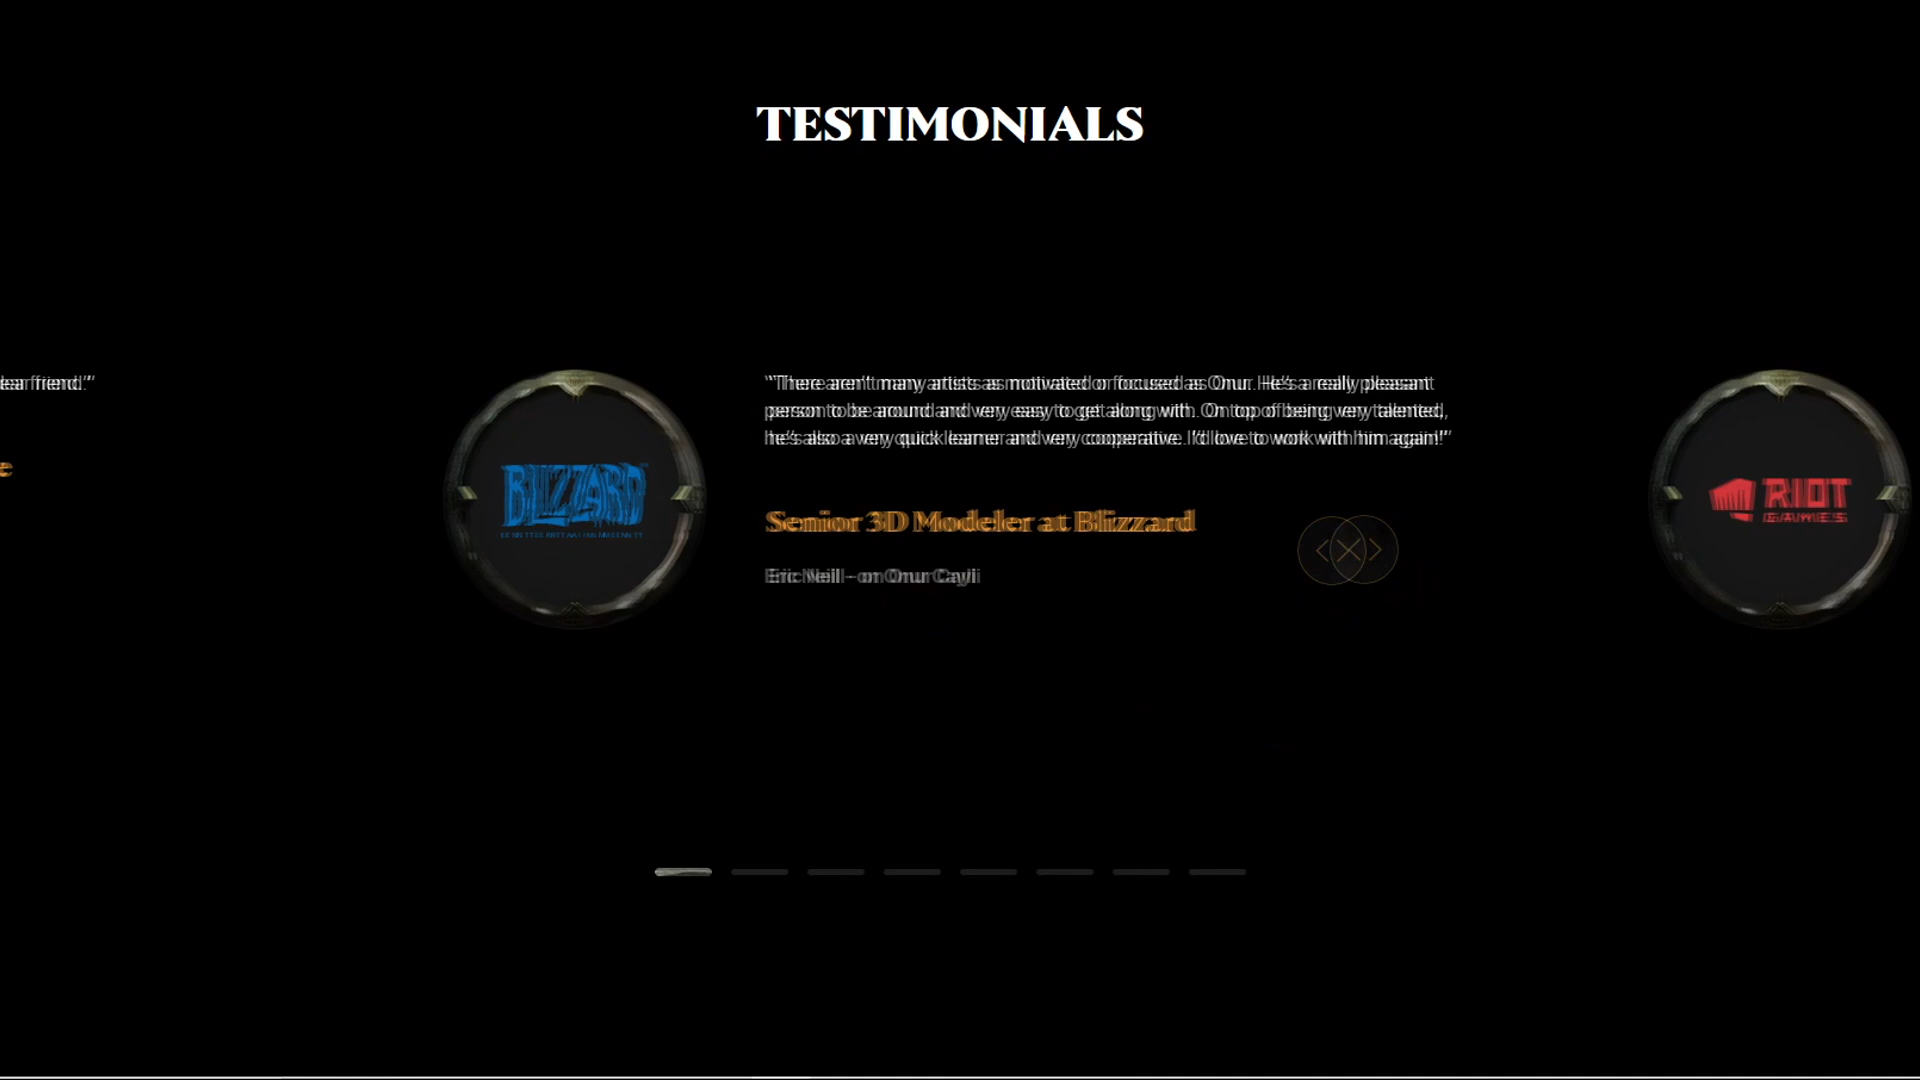 TESTIMONIALS
ear friend.”
“There aren’t many artists as motivated or focused as Onur. He’s a really pleasant
person to be around and very easy to get along with. On top of being very talented,
he’s also a very quick learner and very cooperative. I’d love to work with him again!”
e
Senior 3D Modeler at Blizzard
Eric Neill - on Onur Cayli
BLIZZARD
ENTERTAINMENT
RIOT
GAMES